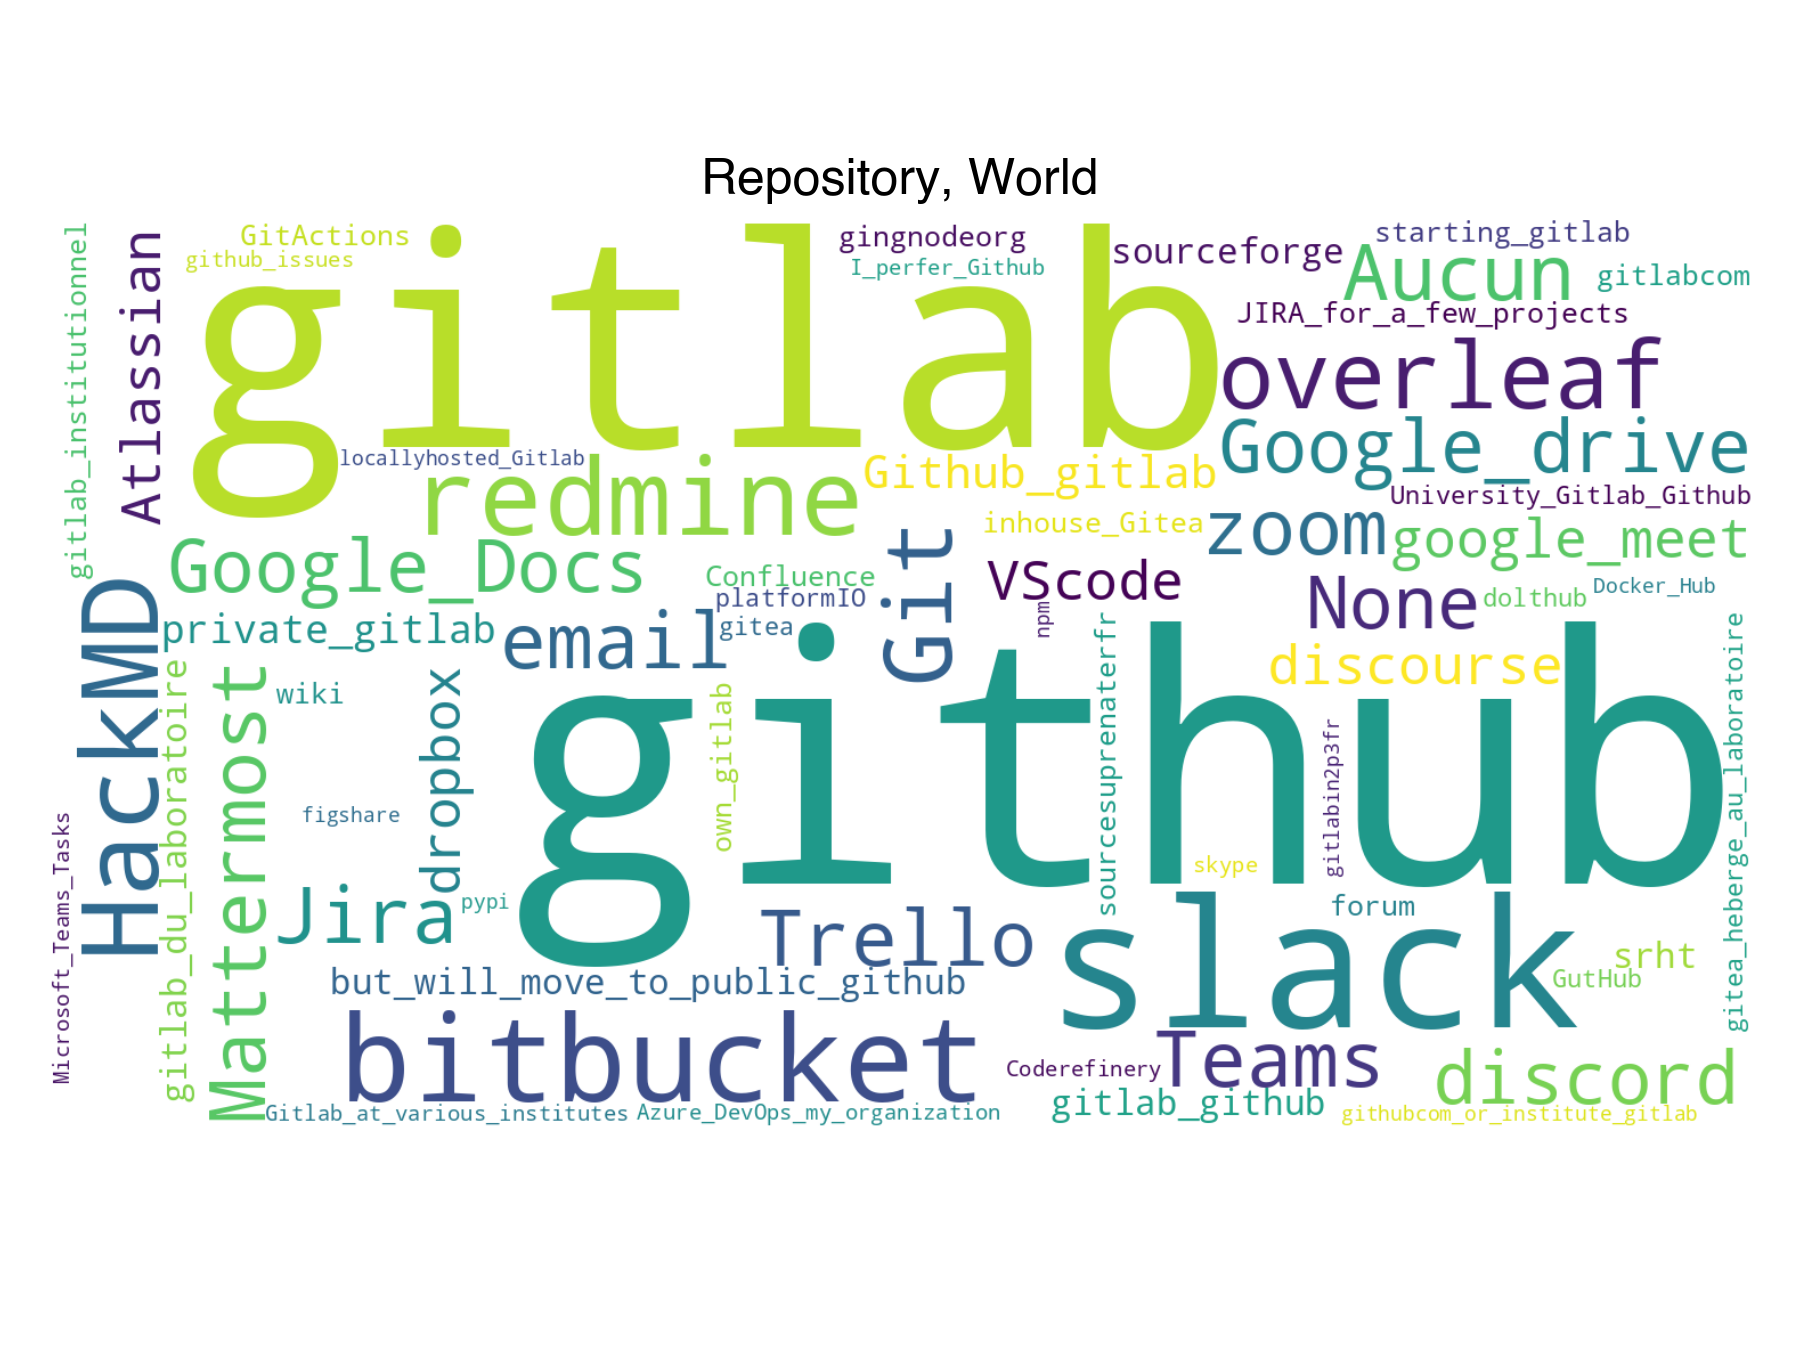 Repository, World
gitlab_institutionnel
Atlassian
GitActions
github_issues
gitlab
gingnodeorg
I_perfer_Github
sourceforge
starting_gitlab
Aucun
gitlabcom
JIRA_for_a_few_projects
overleaf
Google_drive
locallyhosted_Gitlab
redmine
Github_gitlab
University_Gitlab_Github
inhouse_Gitea
zoom
google_meet
Google_Docs
Git
Confluence
platformIO
VScode
None
dolthub
Docker_Hub
HackMD
private_gitlab
email
gitea
npm
discourse
github
sourcesuprenaterfr
gitea_heberge_au_laboratoire
gitlab_du_laboratoire
Mattermost
wiki
dropbox
own_gitlab
gitlabin2p3fr
figshare
Microsoft_Teams_Tasks
skype
Jira
pypi
Trello
slack
forum
srht
GutHub
but_will_move_to_public_github
bitbucket
Coderefinery
Teams
discord
Gitlab_at_various_institutes
Azure_DevOps_my_organization
gitlab_github
githubcom_or_institute_gitlab